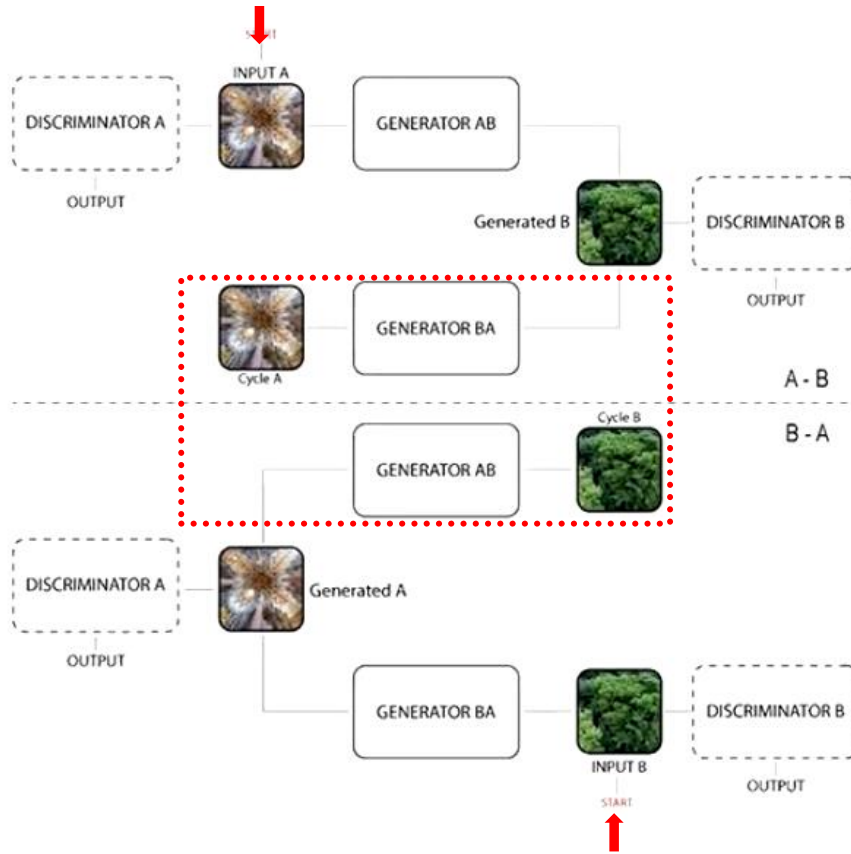 INPUT A
DISCRIMINATOR A
GENERATOR AB
OUTPUT
Generated B
DISCRIMINATOR B
OUTPUT
GENERATOR BA
Cycle A
A - B
B - A
Cycle B
GENERATOR AB
DISCRIMINATOR A
Generated A
OUTPUT
GENERATOR BA
DISCRIMINATOR B
INPUT B
OUTPUT
START